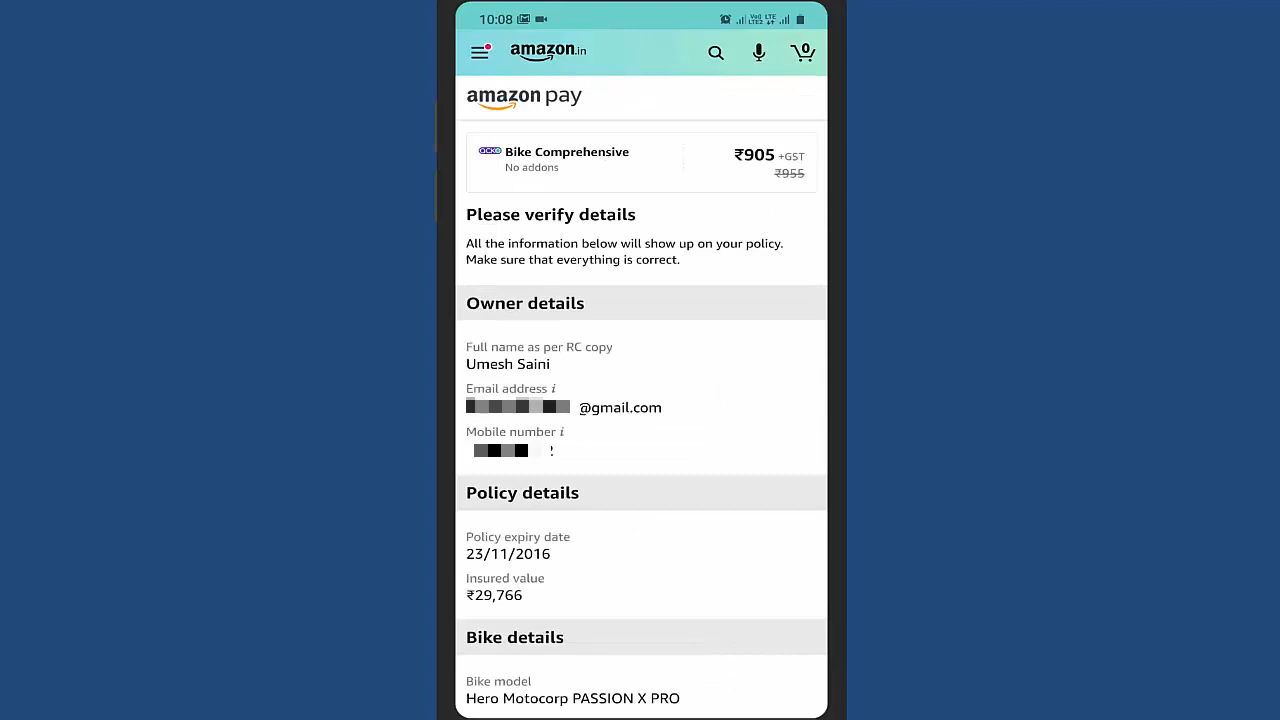 10:08
amazon.in
0
amazon pay
acko Bike Comprehensive ₹905 +GST
No addons ₹955
Please verify details
All the information below will show up on your policy.
Make sure that everything is correct.
Owner details
Full name as per RC copy
Umesh Saini
Email address i
@gmail.com
Mobile number i
Policy details
Policy expiry date
23/11/2016
Insured value
₹29,766
Bike details
Bike model
Hero Motocorp PASSION X PRO